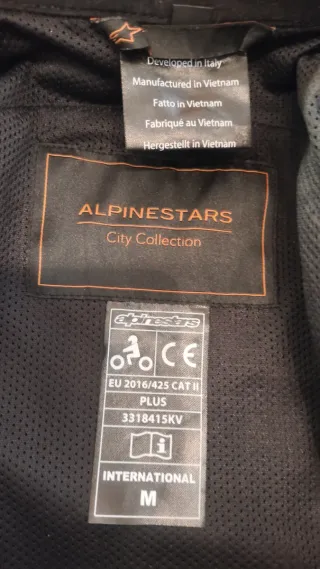 Developed in Italy
Manufactured in Vietnam
Fatto in Vietnam
Fabriqué au Vietnam
Hergestellt in Vietnam
ALPINESTARS
City Collection
alpinestars
CE
EU 2016/425 CAT II
PLUS
3318415KV
i
INTERNATIONAL
M